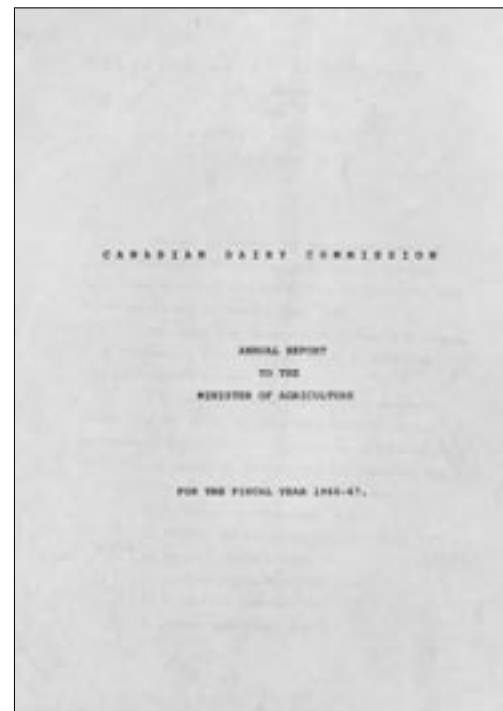 CANADIAN DAIRY COMMISSION
ANNUAL REPORT
TO THE
MINISTER OF AGRICULTURE
FOR THE FISCAL YEAR 1966-67.